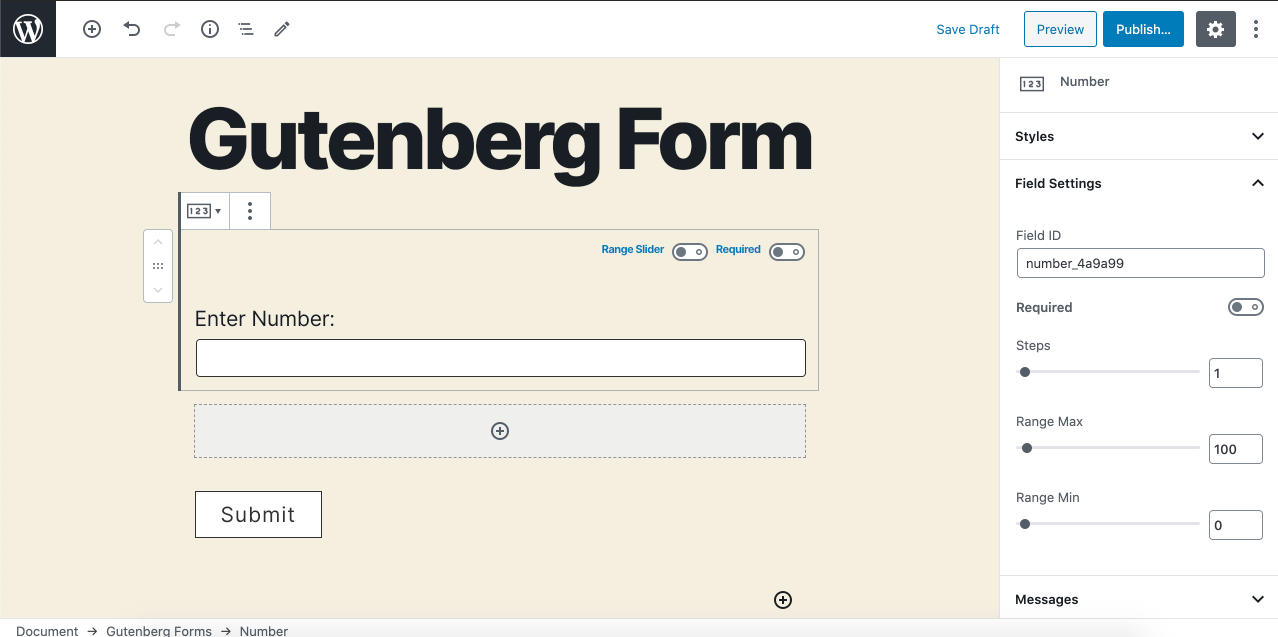 Save Draft
Preview
Publish...
Gutenberg Form
123
Range Slider
Required
Enter Number:
Submit
123
Number
Styles
Field Settings
Field ID
number_4a9a99
Required
Steps
1
Range Max
100
Range Min
0
Messages
Document → Gutenberg Forms → Number